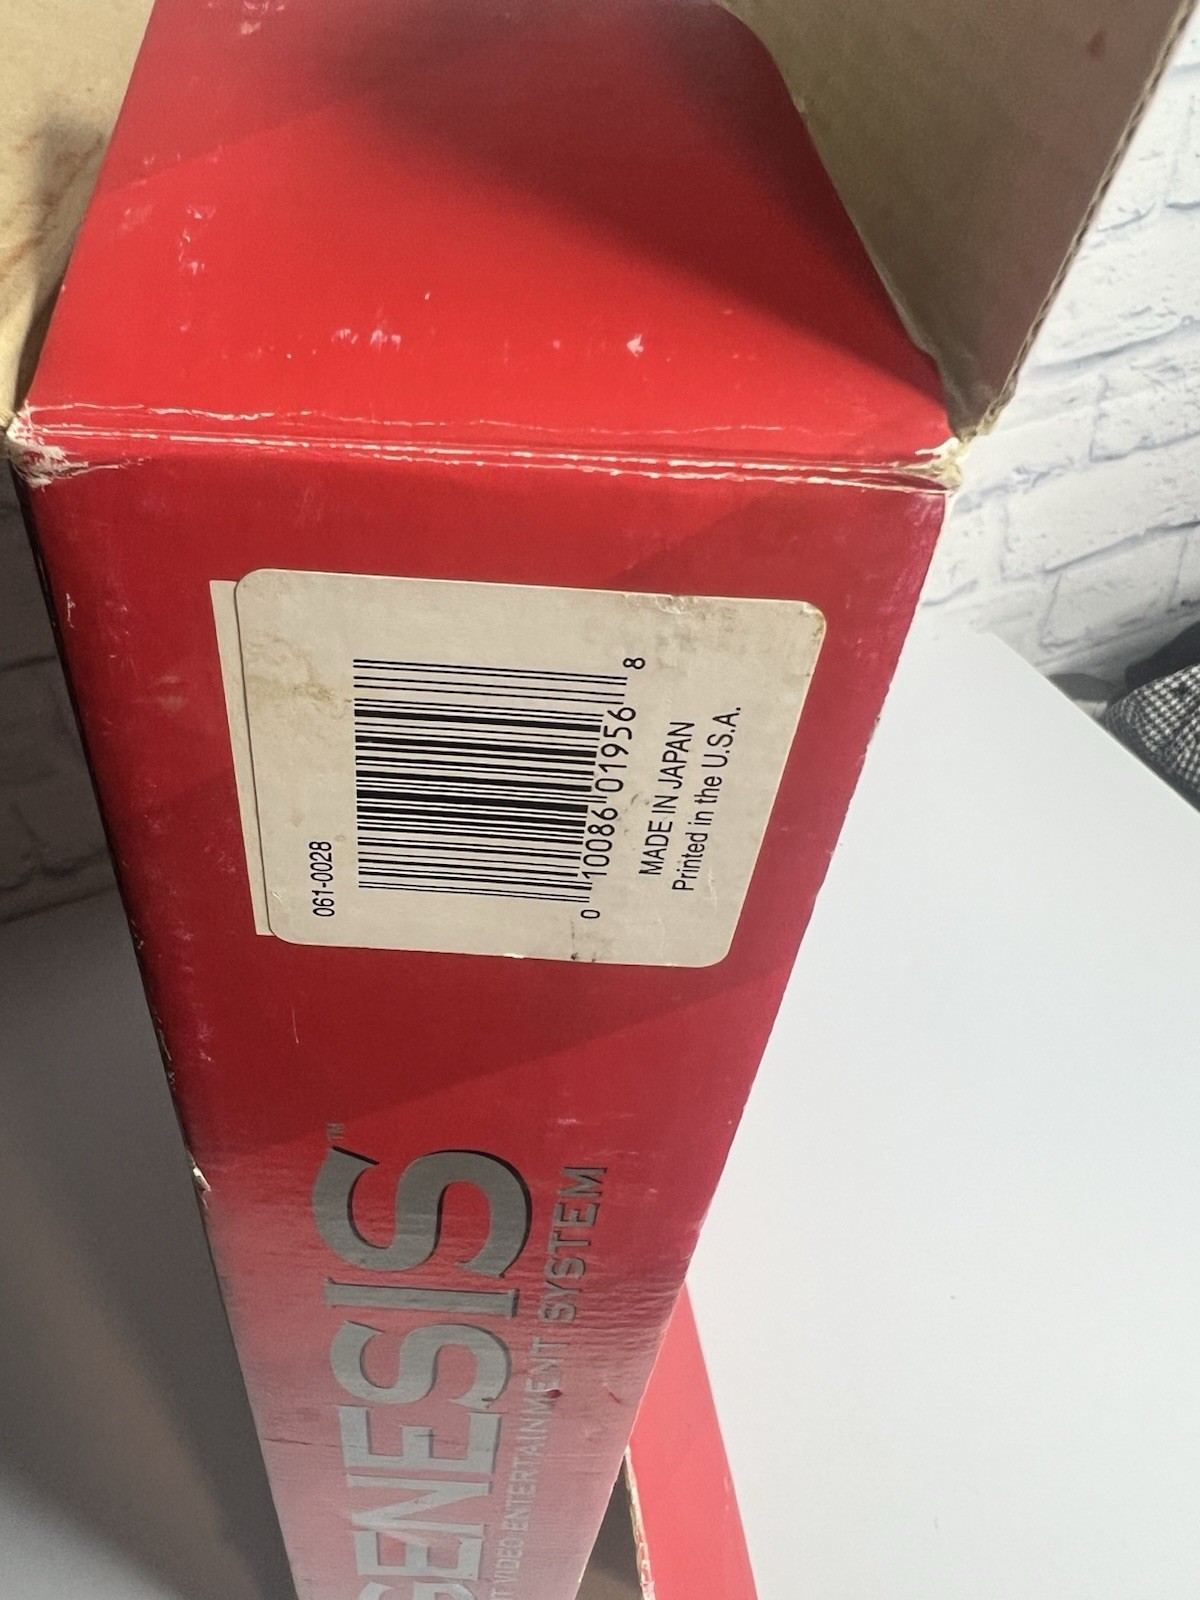 061-0028
0 10086 01956 8
MADE IN JAPAN
Printed in the U.S.A.
GENESIS™
VIDEO ENTERTAINMENT SYSTEM